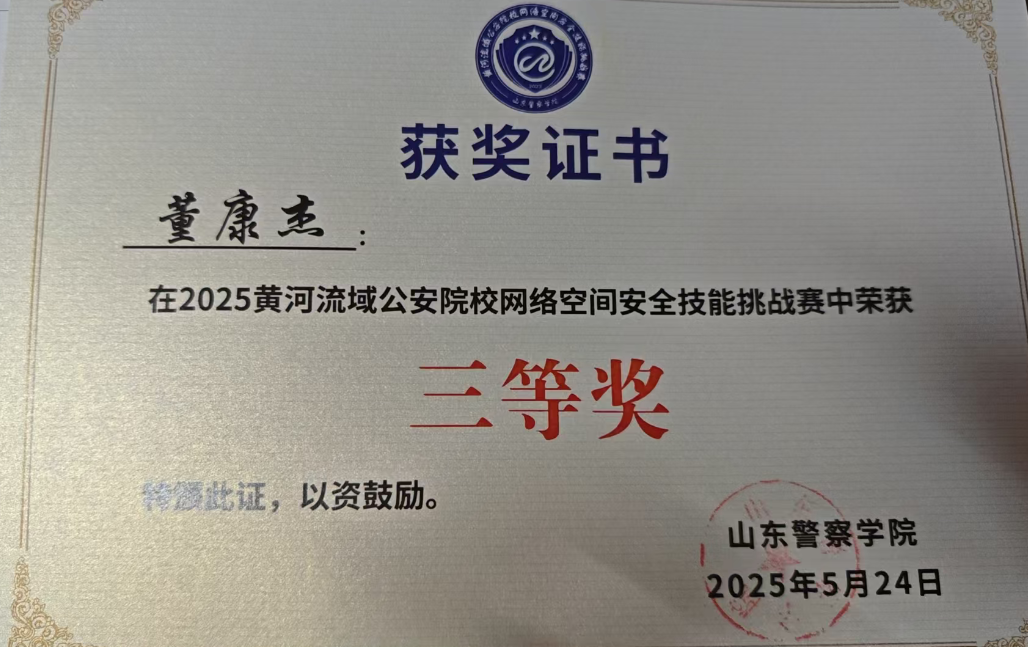 黄河流域公安院校网络空间安全技能挑战赛
2025
山东警察学院
获奖证书
董康杰：
在2025黄河流域公安院校网络空间安全技能挑战赛中荣获
三等奖
特颁此证，以资鼓励。
山东警察学院
2025年5月24日